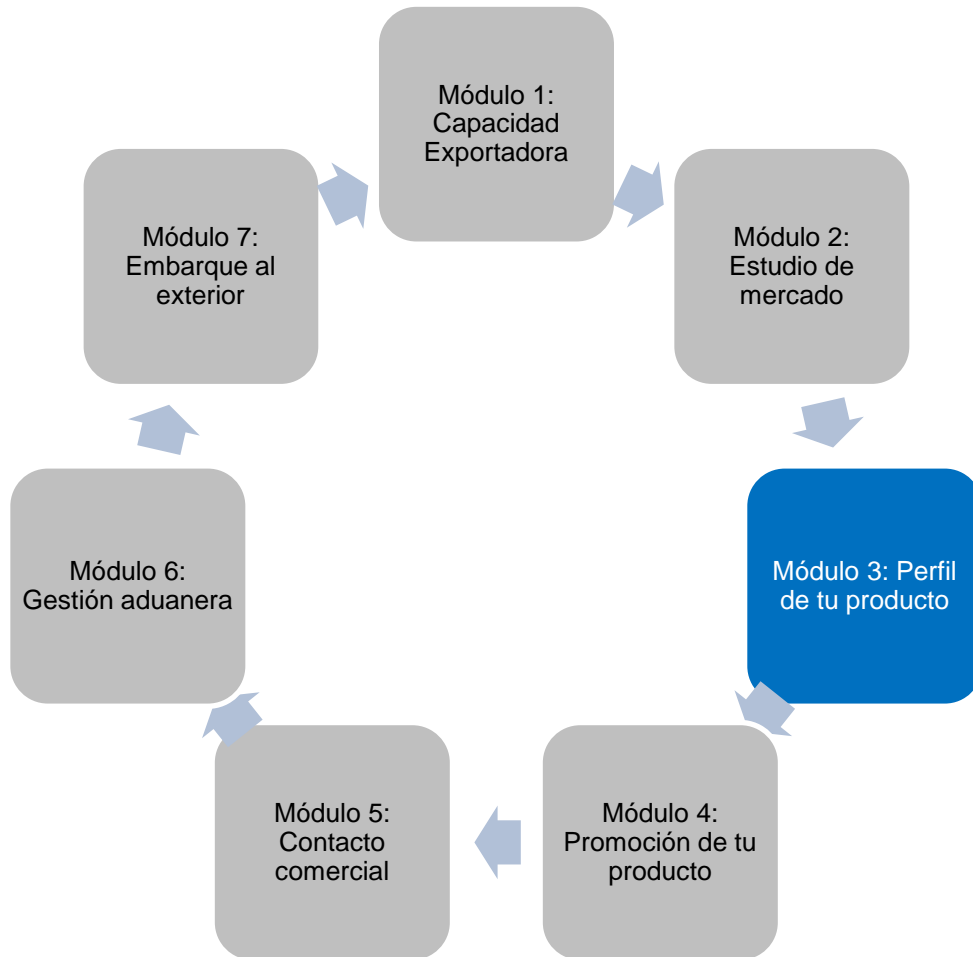 Módulo 1:
Capacidad
Exportadora
Módulo 2:
Estudio de
mercado
Módulo 3: Perfil
de tu producto
Módulo 4:
Promoción de tu
producto
Módulo 5:
Contacto
comercial
Módulo 6:
Gestión aduanera
Módulo 7:
Embarque al
exterior